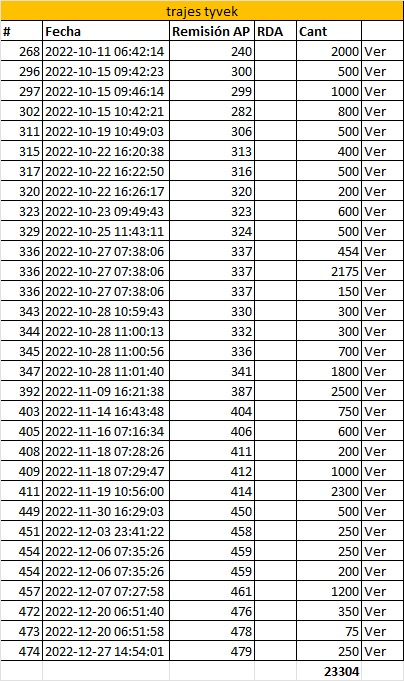 trajes tyvek
# Fecha Remisión AP RDA Cant
268 2022-10-11 06:42:14 240 2000 Ver
296 2022-10-15 09:42:23 300 500 Ver
297 2022-10-15 09:46:14 299 1000 Ver
302 2022-10-15 10:42:21 282 800 Ver
311 2022-10-19 10:49:03 306 500 Ver
315 2022-10-22 16:20:38 313 400 Ver
317 2022-10-22 16:22:50 316 500 Ver
320 2022-10-22 16:26:17 320 200 Ver
323 2022-10-23 09:49:43 323 600 Ver
329 2022-10-25 11:43:11 324 500 Ver
336 2022-10-27 07:38:06 337 454 Ver
336 2022-10-27 07:38:06 337 2175 Ver
336 2022-10-27 07:38:06 337 150 Ver
343 2022-10-28 10:59:43 330 300 Ver
344 2022-10-28 11:00:13 332 300 Ver
345 2022-10-28 11:00:56 336 700 Ver
347 2022-10-28 11:01:40 341 1800 Ver
392 2022-11-09 16:21:38 387 2500 Ver
403 2022-11-14 16:43:48 404 750 Ver
405 2022-11-16 07:16:34 406 600 Ver
408 2022-11-18 07:28:26 411 200 Ver
409 2022-11-18 07:29:47 412 1000 Ver
411 2022-11-19 10:56:00 414 2300 Ver
449 2022-11-30 16:29:03 450 500 Ver
451 2022-12-03 23:41:22 458 250 Ver
454 2022-12-06 07:35:26 459 250 Ver
454 2022-12-06 07:35:26 459 200 Ver
457 2022-12-07 07:27:58 461 1200 Ver
472 2022-12-20 06:51:40 476 350 Ver
473 2022-12-20 06:51:58 478 75 Ver
474 2022-12-27 14:54:01 479 250 Ver
23304